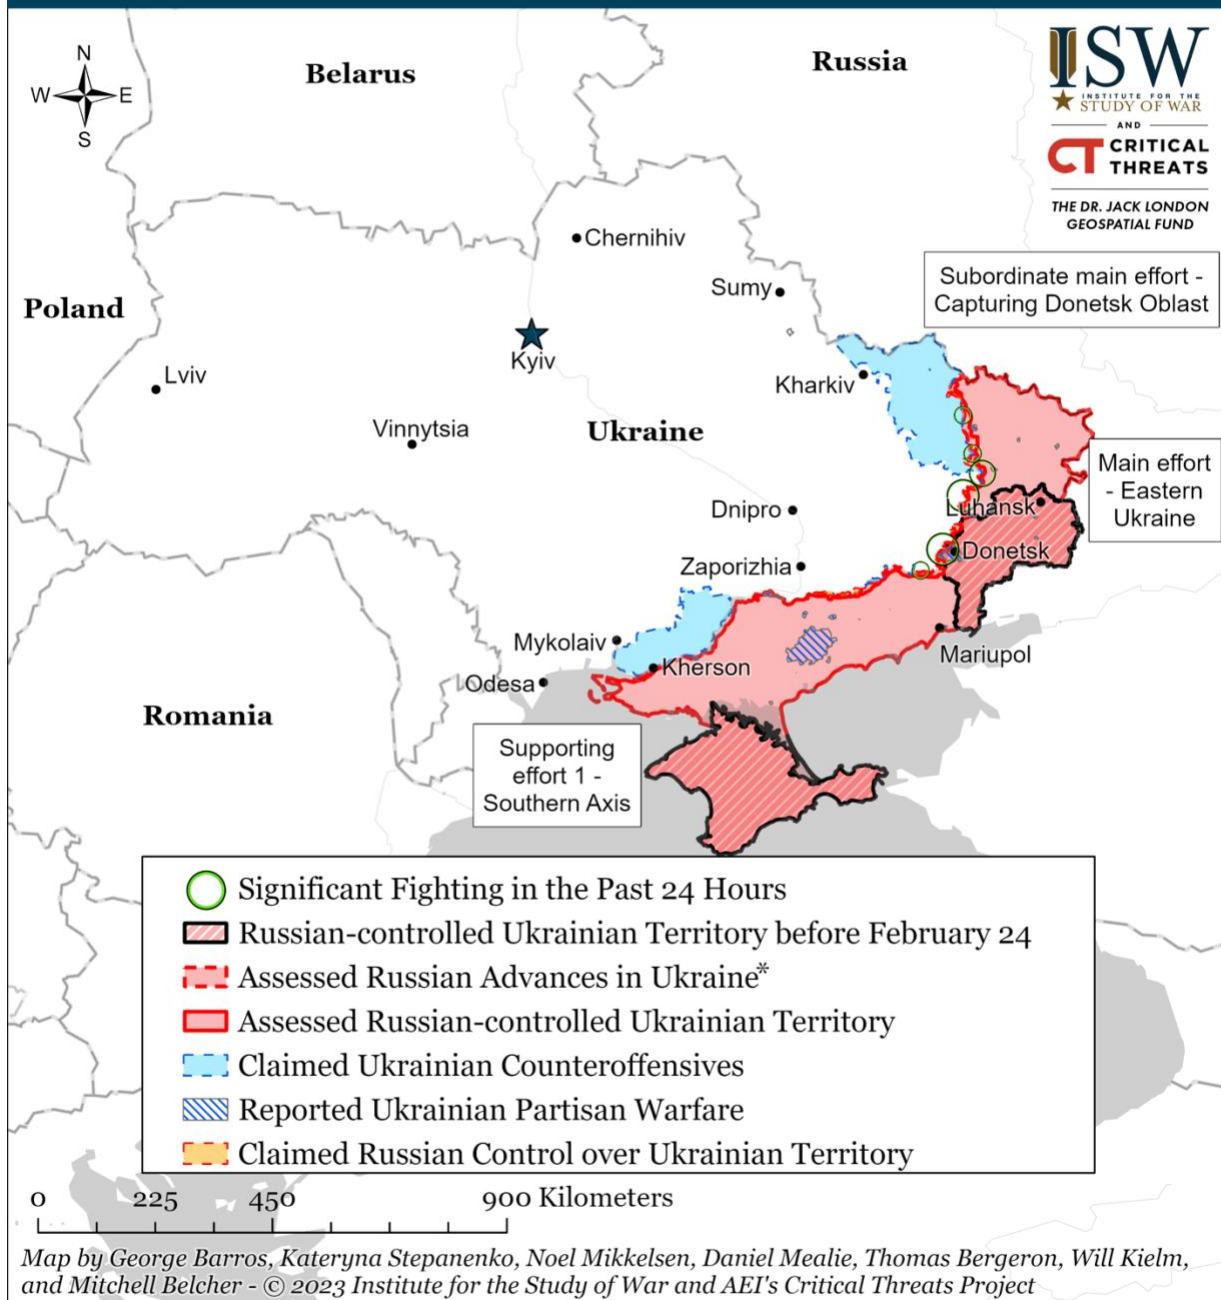 N
W E
S
Belarus
Russia
ISW
INSTITUTE FOR THE
STUDY OF WAR
AND
CT CRITICAL
THREATS
THE DR. JACK LONDON
GEOSPATIAL FUND
Chernihiv
Subordinate main effort -
Capturing Donetsk Oblast
Sumy
Poland
Kyiv
Lviv
Kharkiv
Vinnytsia
Ukraine
Main effort
- Eastern
Ukraine
Luhansk
Dnipro
Donetsk
Zaporizhia
Mykolaiv
Mariupol
Kherson
Odesa
Romania
Supporting
effort 1 -
Southern Axis
Significant Fighting in the Past 24 Hours
Russian-controlled Ukrainian Territory before February 24
Assessed Russian Advances in Ukraine*
Assessed Russian-controlled Ukrainian Territory
Claimed Ukrainian Counteroffensives
Reported Ukrainian Partisan Warfare
Claimed Russian Control over Ukrainian Territory
0 225 450 900 Kilometers
Map by George Barros, Kateryna Stepanenko, Noel Mikkelsen, Daniel Mealie, Thomas Bergeron, Will Kielm,
and Mitchell Belcher - © 2023 Institute for the Study of War and AEI's Critical Threats Project